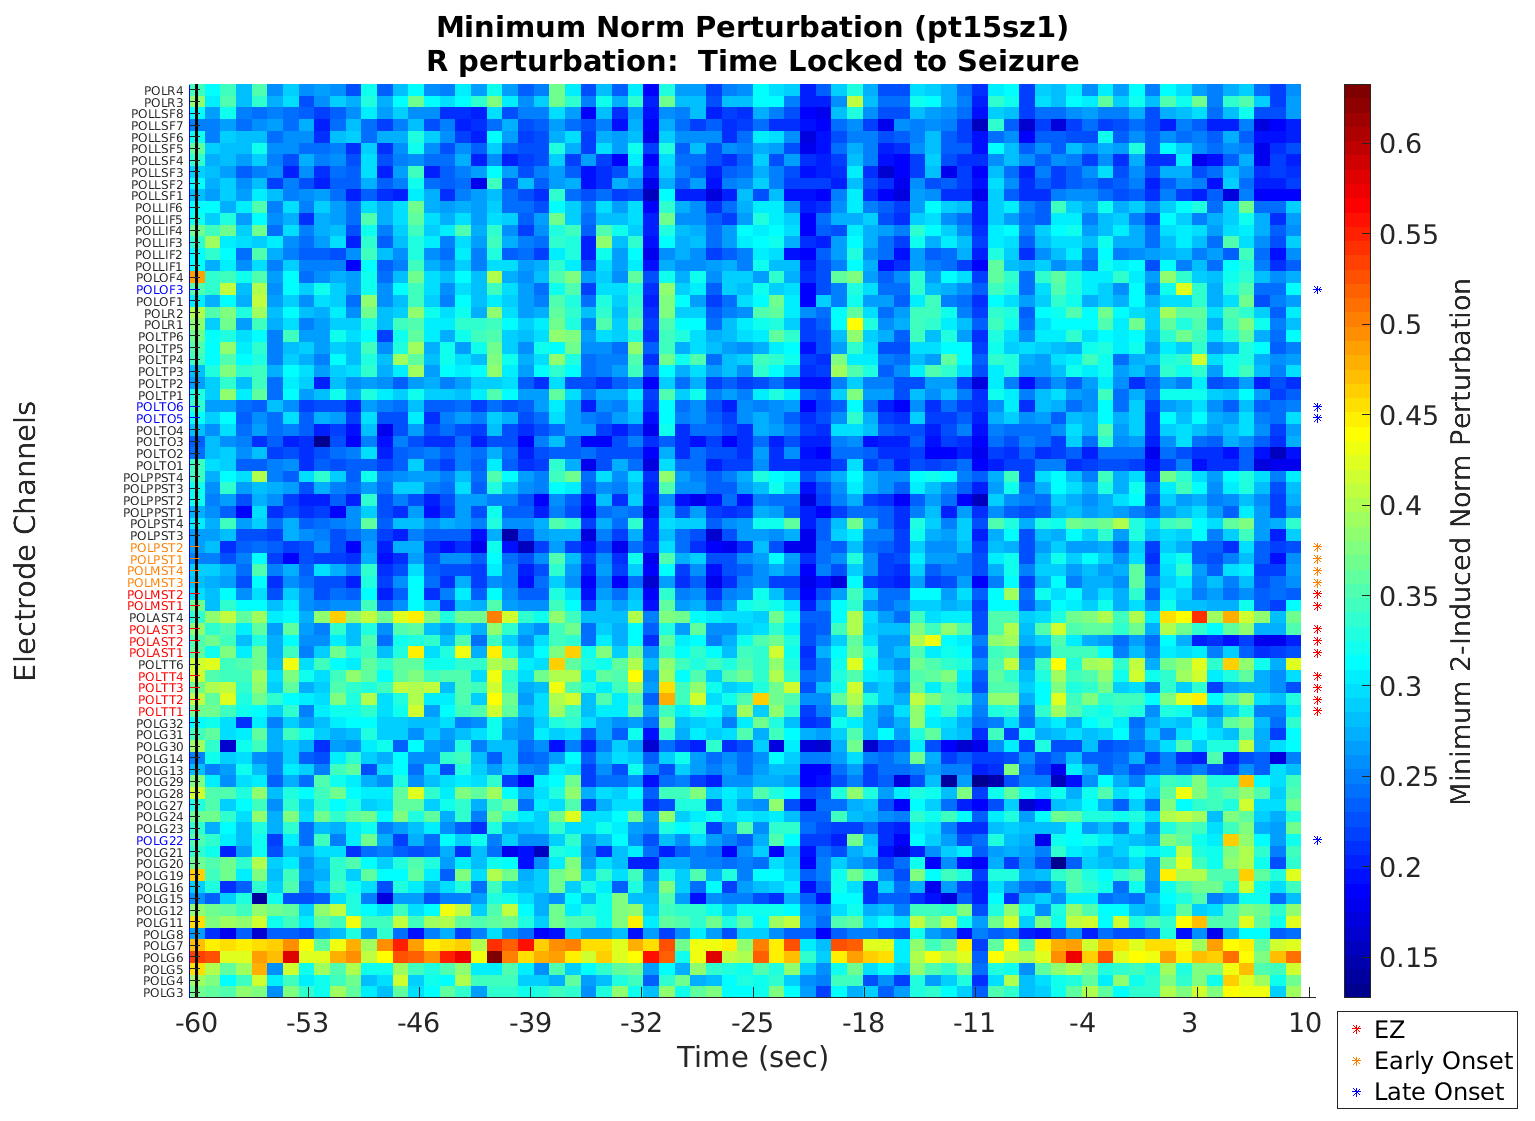 Minimum Norm Perturbation (pt15sz1)
R perturbation:  Time Locked to Seizure
Electrode Channels
POLR4
POLR3
POLLSF8
POLLSF7
POLLSF6
POLLSF5
POLLSF4
POLLSF3
POLLSF2
POLLSF1
POLLIF6
POLLIF5
POLLIF4
POLLIF3
POLLIF2
POLLIF1
POLOF4
POLOF3
POLOF1
POLR2
POLR1
POLTP6
POLTP5
POLTP4
POLTP3
POLTP2
POLTP1
POLTO6
POLTO5
POLTO4
POLTO3
POLTO2
POLTO1
POLPPST4
POLPPST3
POLPPST2
POLPPST1
POLPST4
POLPST3
POLPST2
POLPST1
POLMST4
POLMST3
POLMST2
POLMST1
POLAST4
POLAST3
POLAST2
POLAST1
POLTT6
POLTT4
POLTT3
POLTT2
POLTT1
POLG32
POLG31
POLG30
POLG14
POLG13
POLG29
POLG28
POLG27
POLG24
POLG23
POLG22
POLG21
POLG20
POLG19
POLG16
POLG15
POLG12
POLG11
POLG8
POLG7
POLG6
POLG5
POLG4
POLG3
-60 -53 -46 -39 -32 -25 -18 -11 -4 3 10
Time (sec)
0.6
0.55
0.5
0.45
0.4
0.35
0.3
0.25
0.2
0.15
Minimum 2-Induced Norm Perturbation
EZ
Early Onset
Late Onset